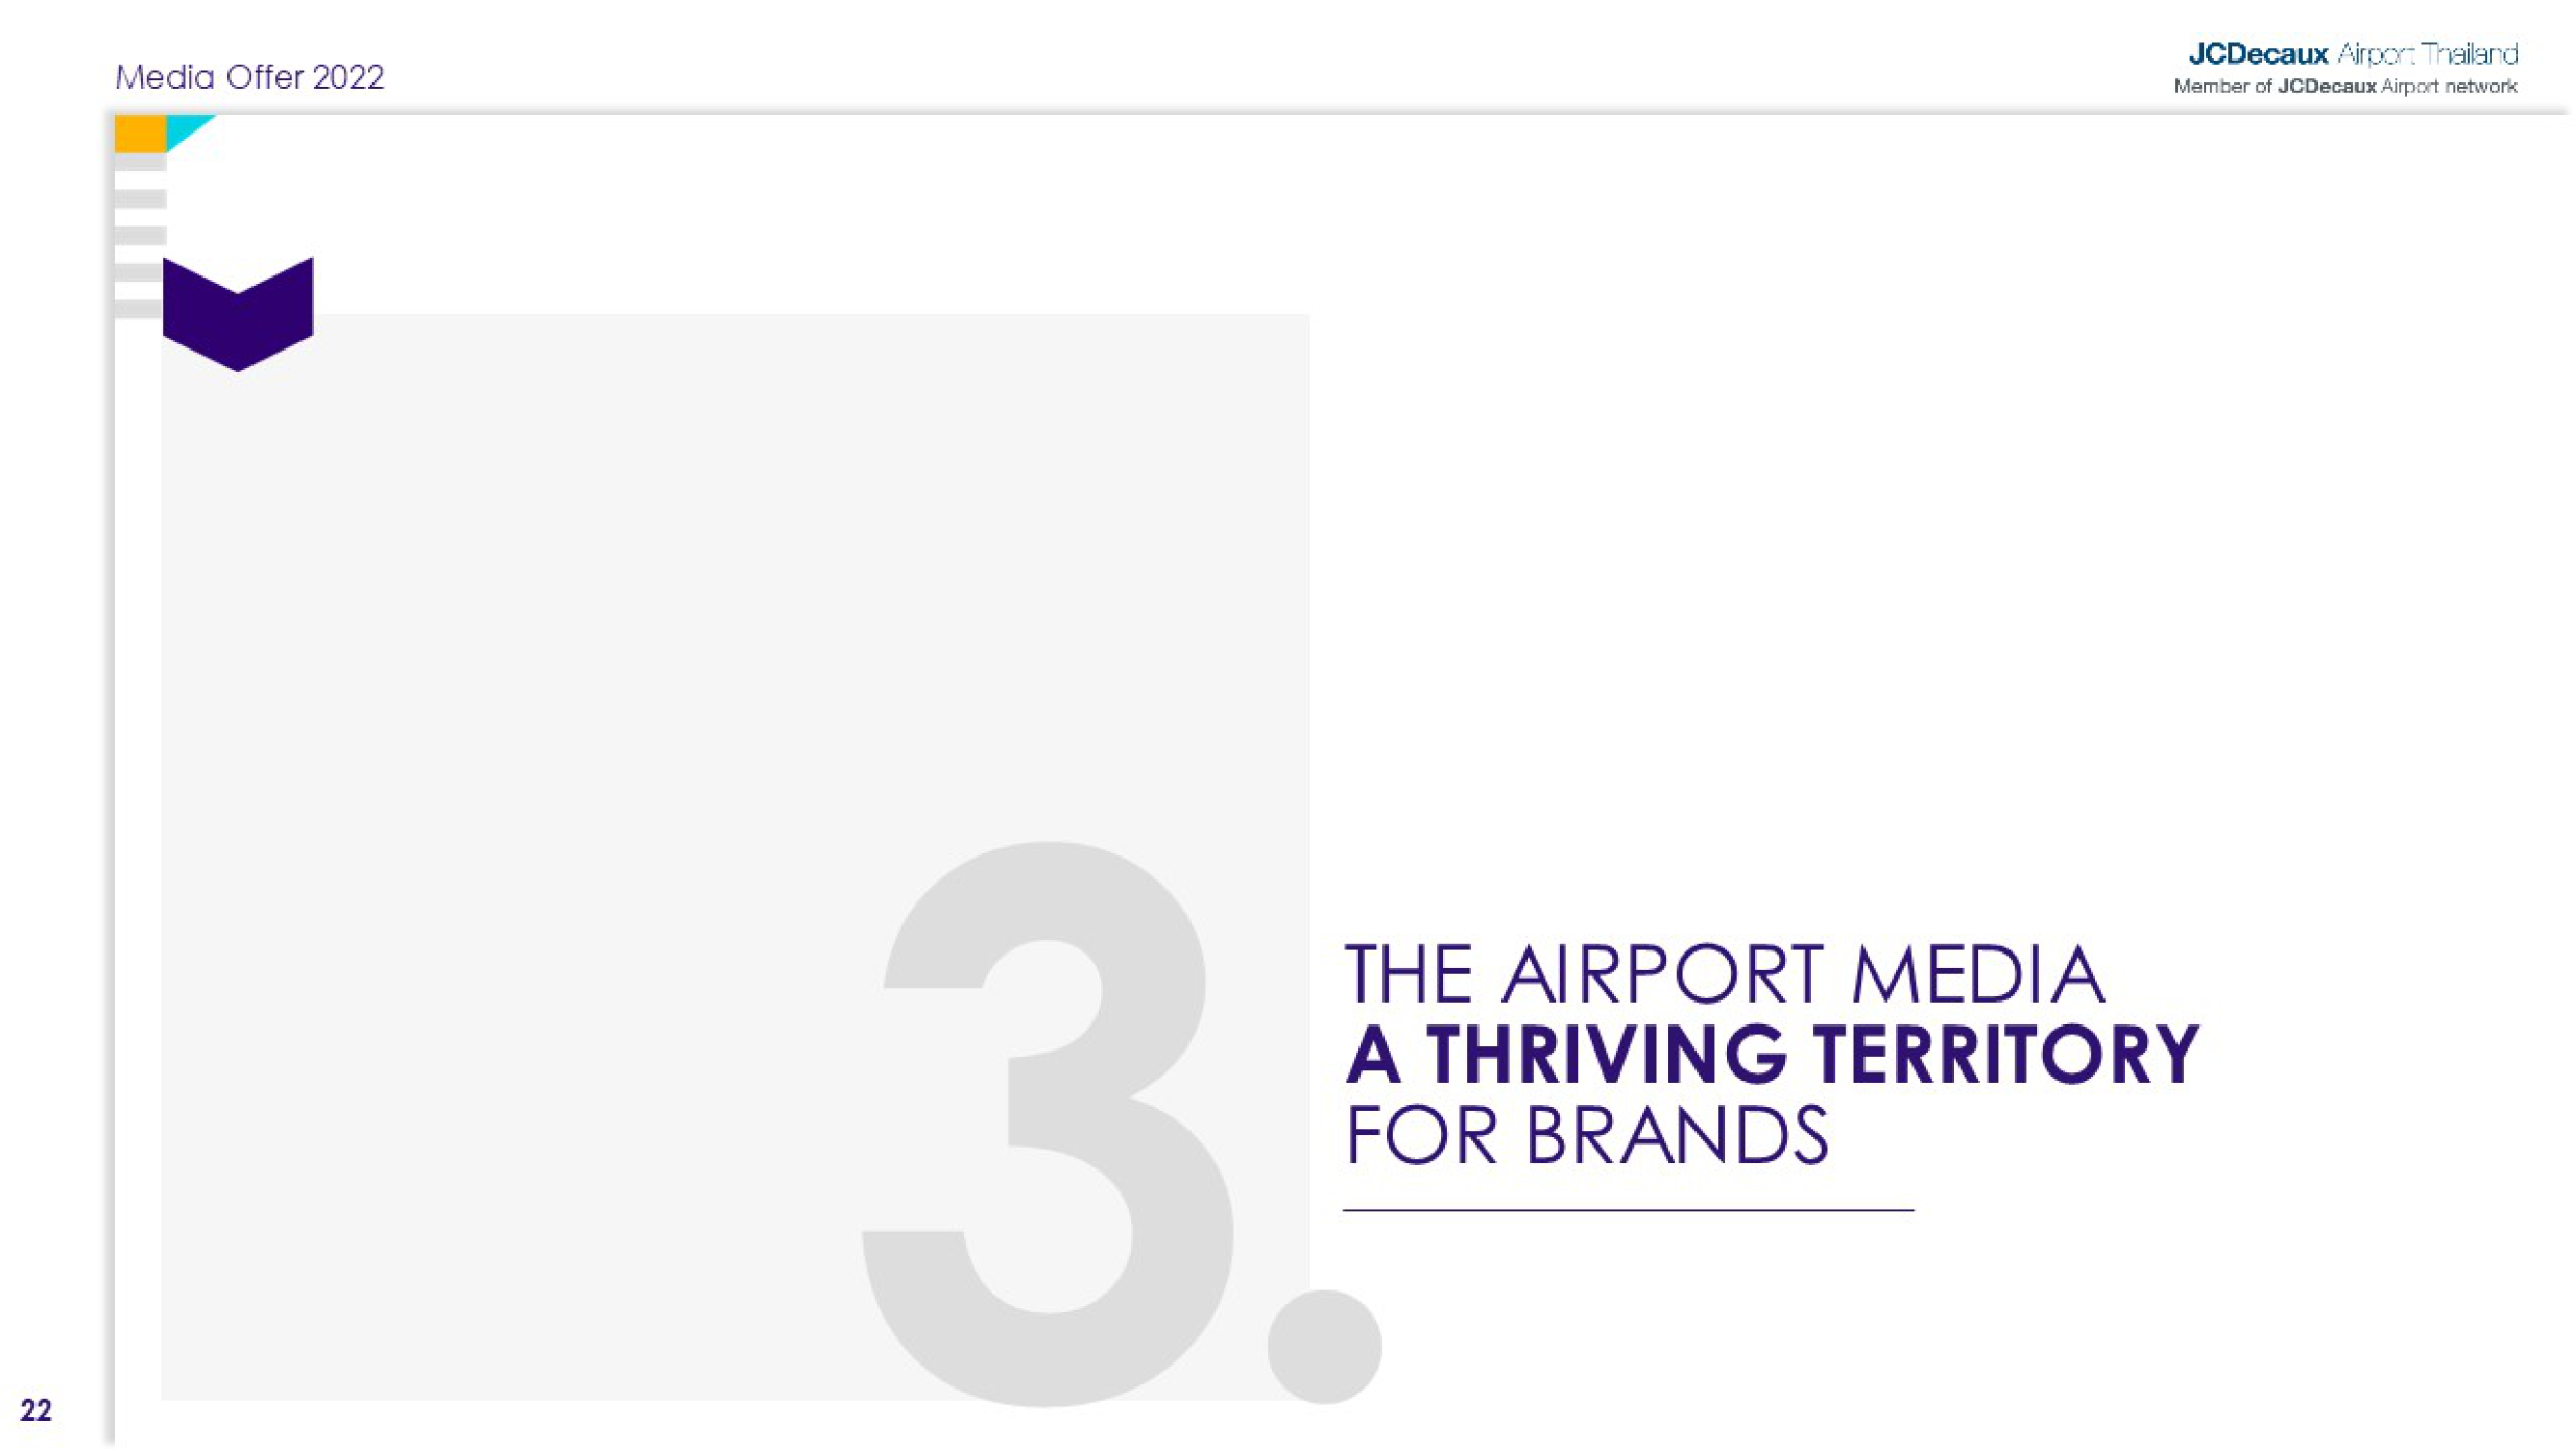 Media Offer 2022
JCDecaux Airport Thailand
Member of JCDecaux Airport network
3.
THE AIRPORT MEDIA
A THRIVING TERRITORY
FOR BRANDS
22